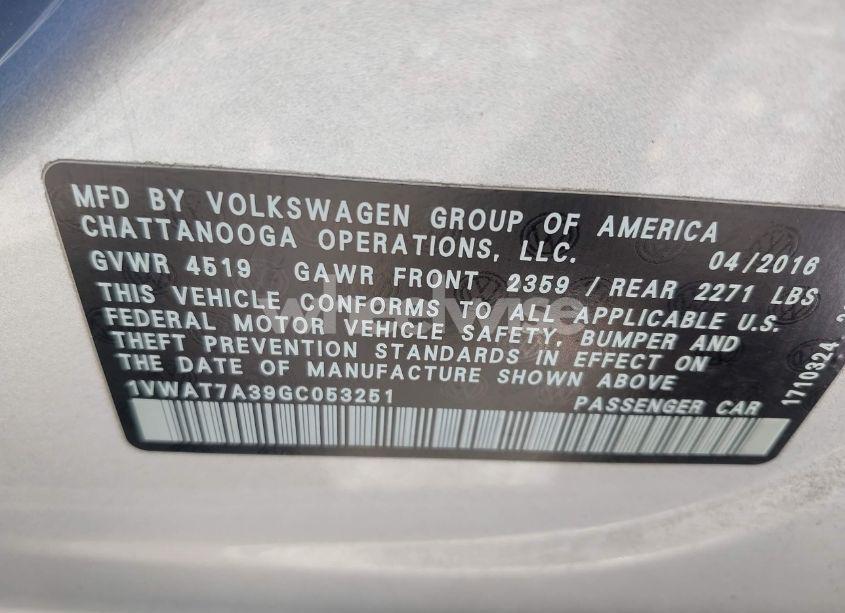 MFD BY VOLKSWAGEN GROUP OF AMERICA
CHATTANOOGA OPERATIONS, LLC. 04/2016
GVWR 4519 GAWR FRONT 2359 / REAR 2271 LBS
THIS VEHICLE CONFORMS TO ALL APPLICABLE U.S.
FEDERAL MOTOR VEHICLE SAFETY, BUMPER AND
THEFT PREVENTION STANDARDS IN EFFECT ON
THE DATE OF MANUFACTURE SHOWN ABOVE
1VWAT7A39GC053251 PASSENGER CAR
1710324